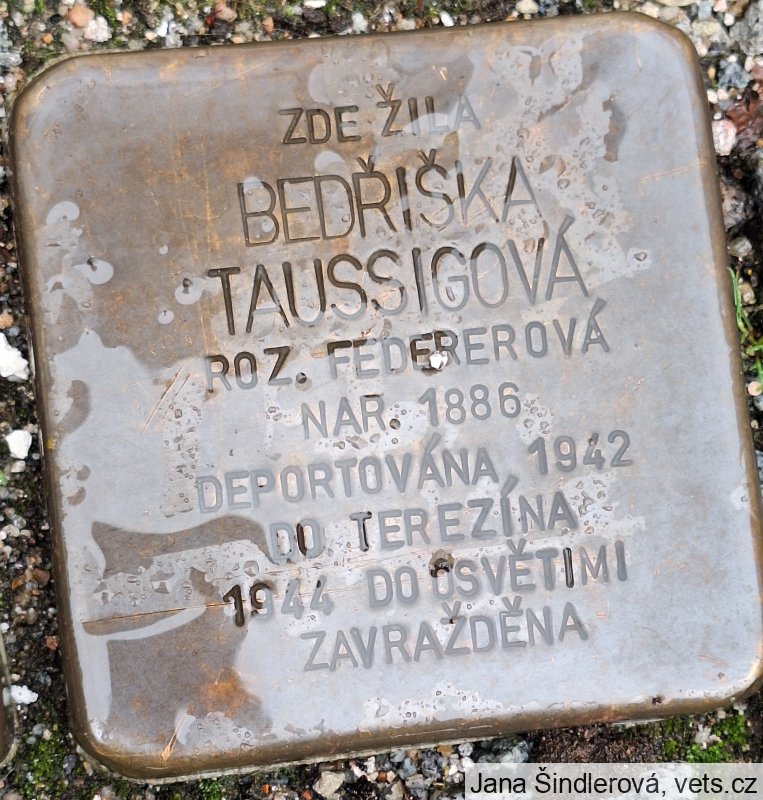 ZDE ŽILA
BEDŘIŠKA
TAUSSIGOVÁ
ROZ. FEDEREROVÁ
NAR. 1886
DEPORTOVÁNA 1942
DO TEREZÍNA
1944 DO OSVĚTIMI
ZAVRAŽDĚNA
Jana Šindlerová, vets.cz